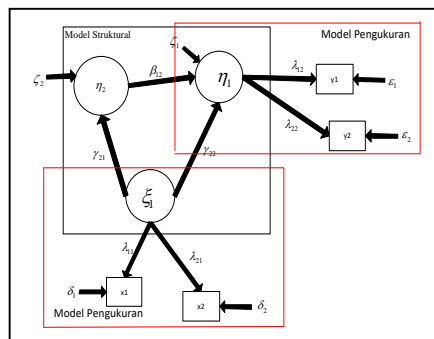 Model Struktural
ζ₁
Model Pengukuran
ζ₂
η₂
β₁₂
η₁
λ₁₂
y1
ε₁
λ₂₂
y2
ε₂
γ₂₁
γ₂₂
ξ₁
λ₁₁
λ₂₁
δ₁
x1
x2
δ₂
Model Pengukuran